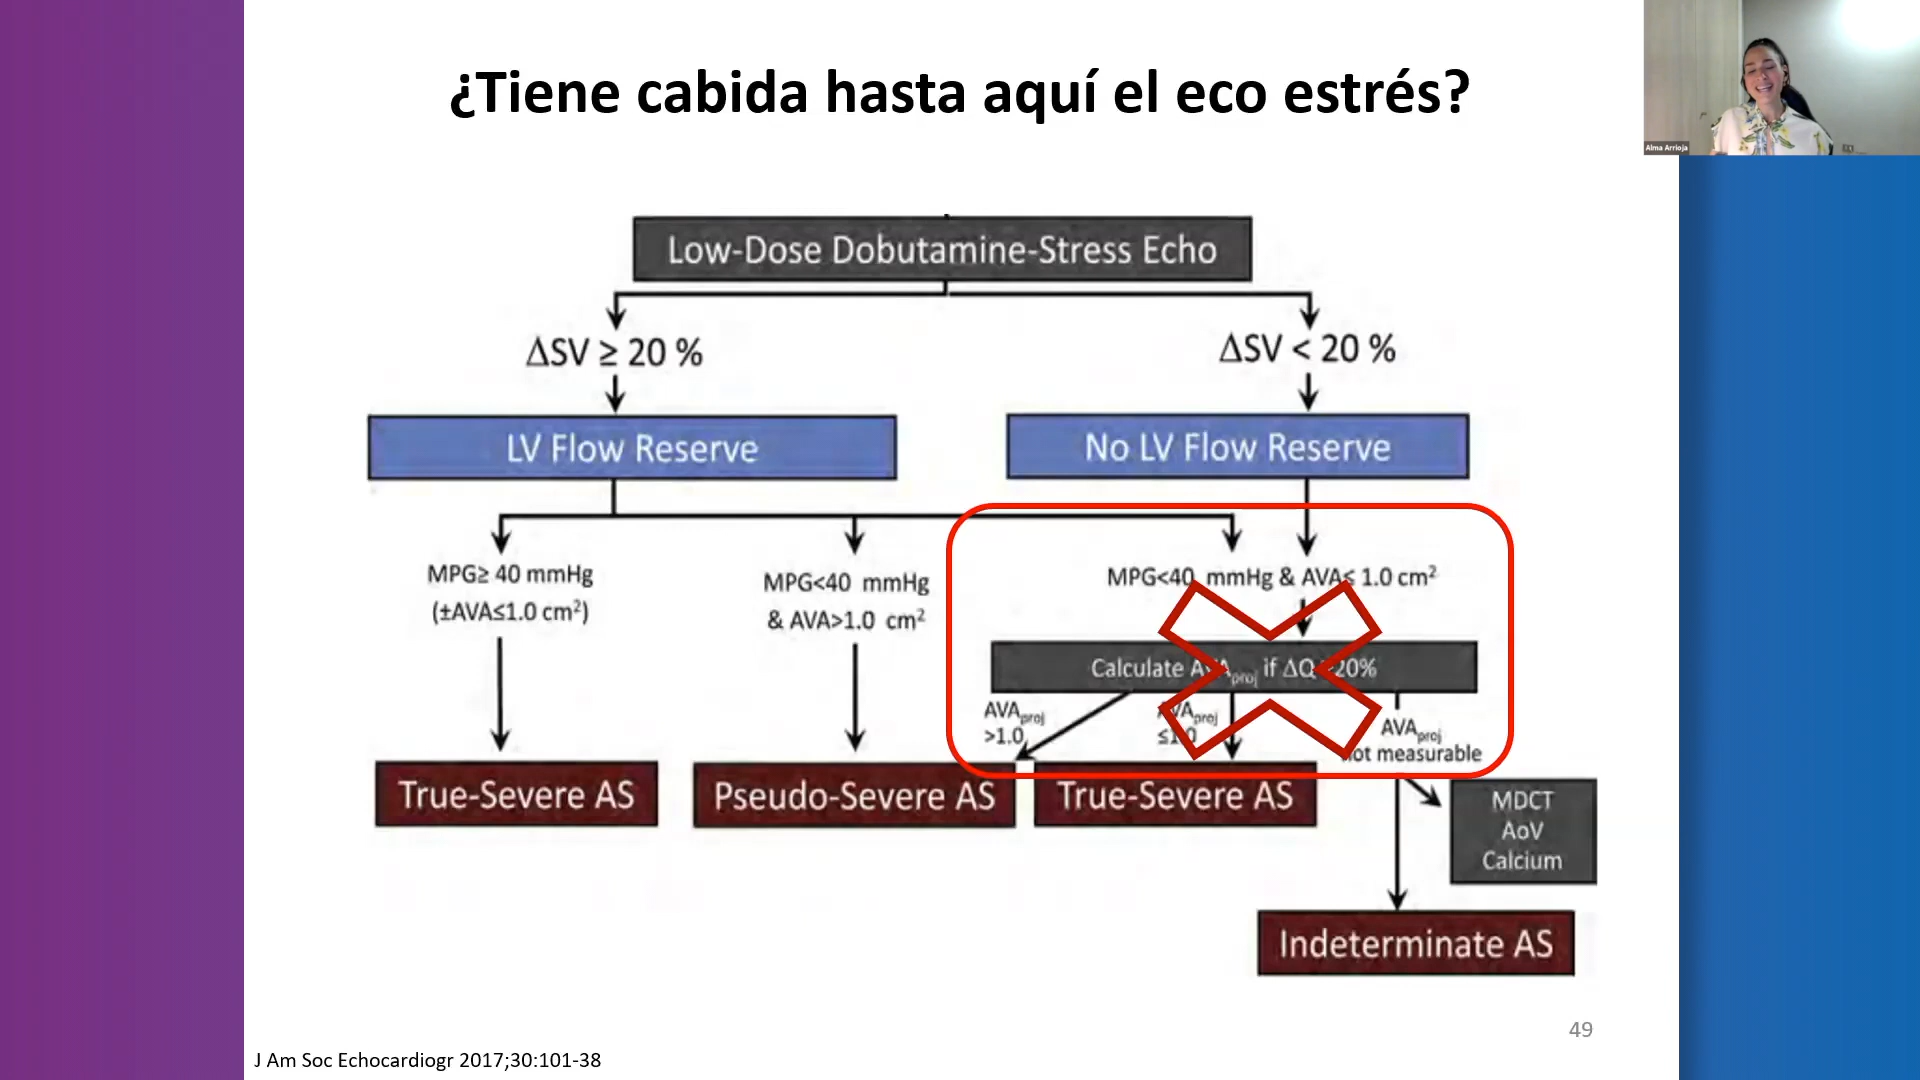 ¿Tiene cabida hasta aquí el eco estrés?
Alma Arrioja
Low-Dose Dobutamine-Stress Echo
ΔSV ≥ 20 %
ΔSV < 20 %
LV Flow Reserve
No LV Flow Reserve
MPG≥ 40 mmHg
(±AVA≤1.0 cm²)
MPG<40 mmHg
& AVA>1.0 cm²
MPG<40 mmHg & AVA≤ 1.0 cm²
Calculate AVAproj if ΔQ 20%
AVAproj
>1.0
AVAproj
≤1.0
AVAproj
not measurable
True-Severe AS
Pseudo-Severe AS
True-Severe AS
MDCT
AoV
Calcium
Indeterminate AS
49
J Am Soc Echocardiogr 2017;30:101-38